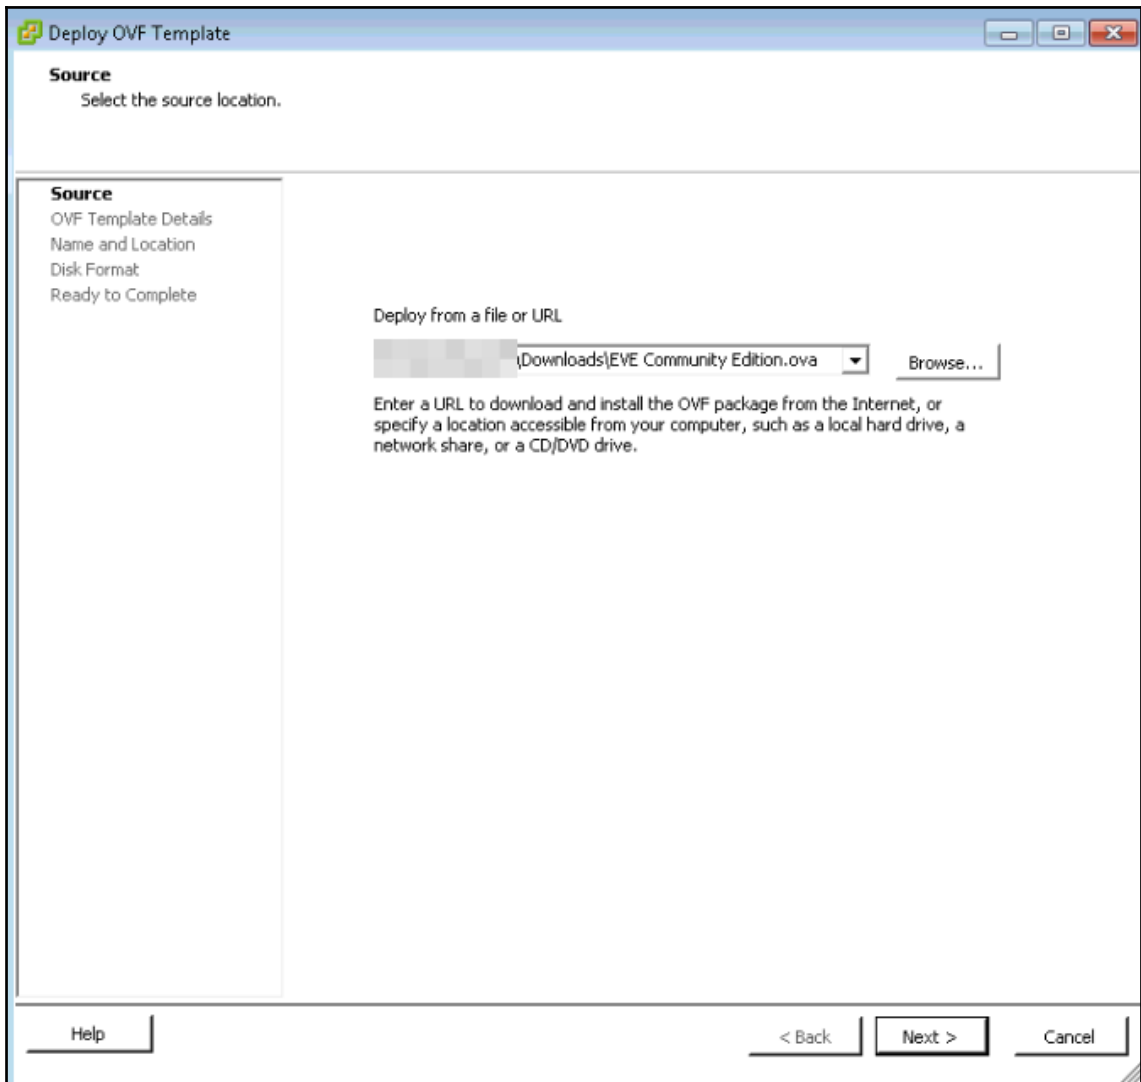 Deploy OVF Template
Source
Select the source location.
Source
OVF Template Details
Name and Location
Disk Format
Ready to Complete
Deploy from a file or URL
\Downloads\EVE Community Edition.ova
Browse...
Enter a URL to download and install the OVF package from the Internet, or
specify a location accessible from your computer, such as a local hard drive, a
network share, or a CD/DVD drive.
Help
< Back
Next >
Cancel